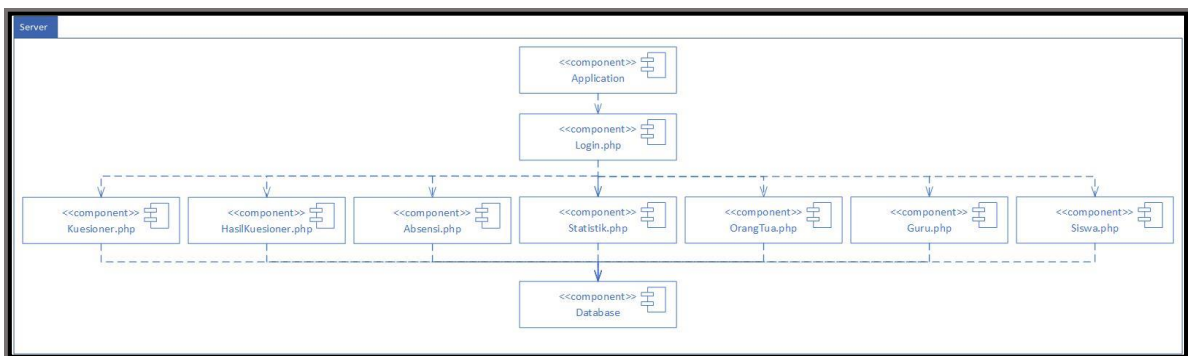 Server
<<component>>
Application
<<component>>
Login.php
<<component>>
Kuesioner.php
<<component>>
HasilKuesioner.php
<<component>>
Absensi.php
<<component>>
Statistik.php
<<component>>
OrangTua.php
<<component>>
Guru.php
<<component>>
Siswa.php
<<component>>
Database